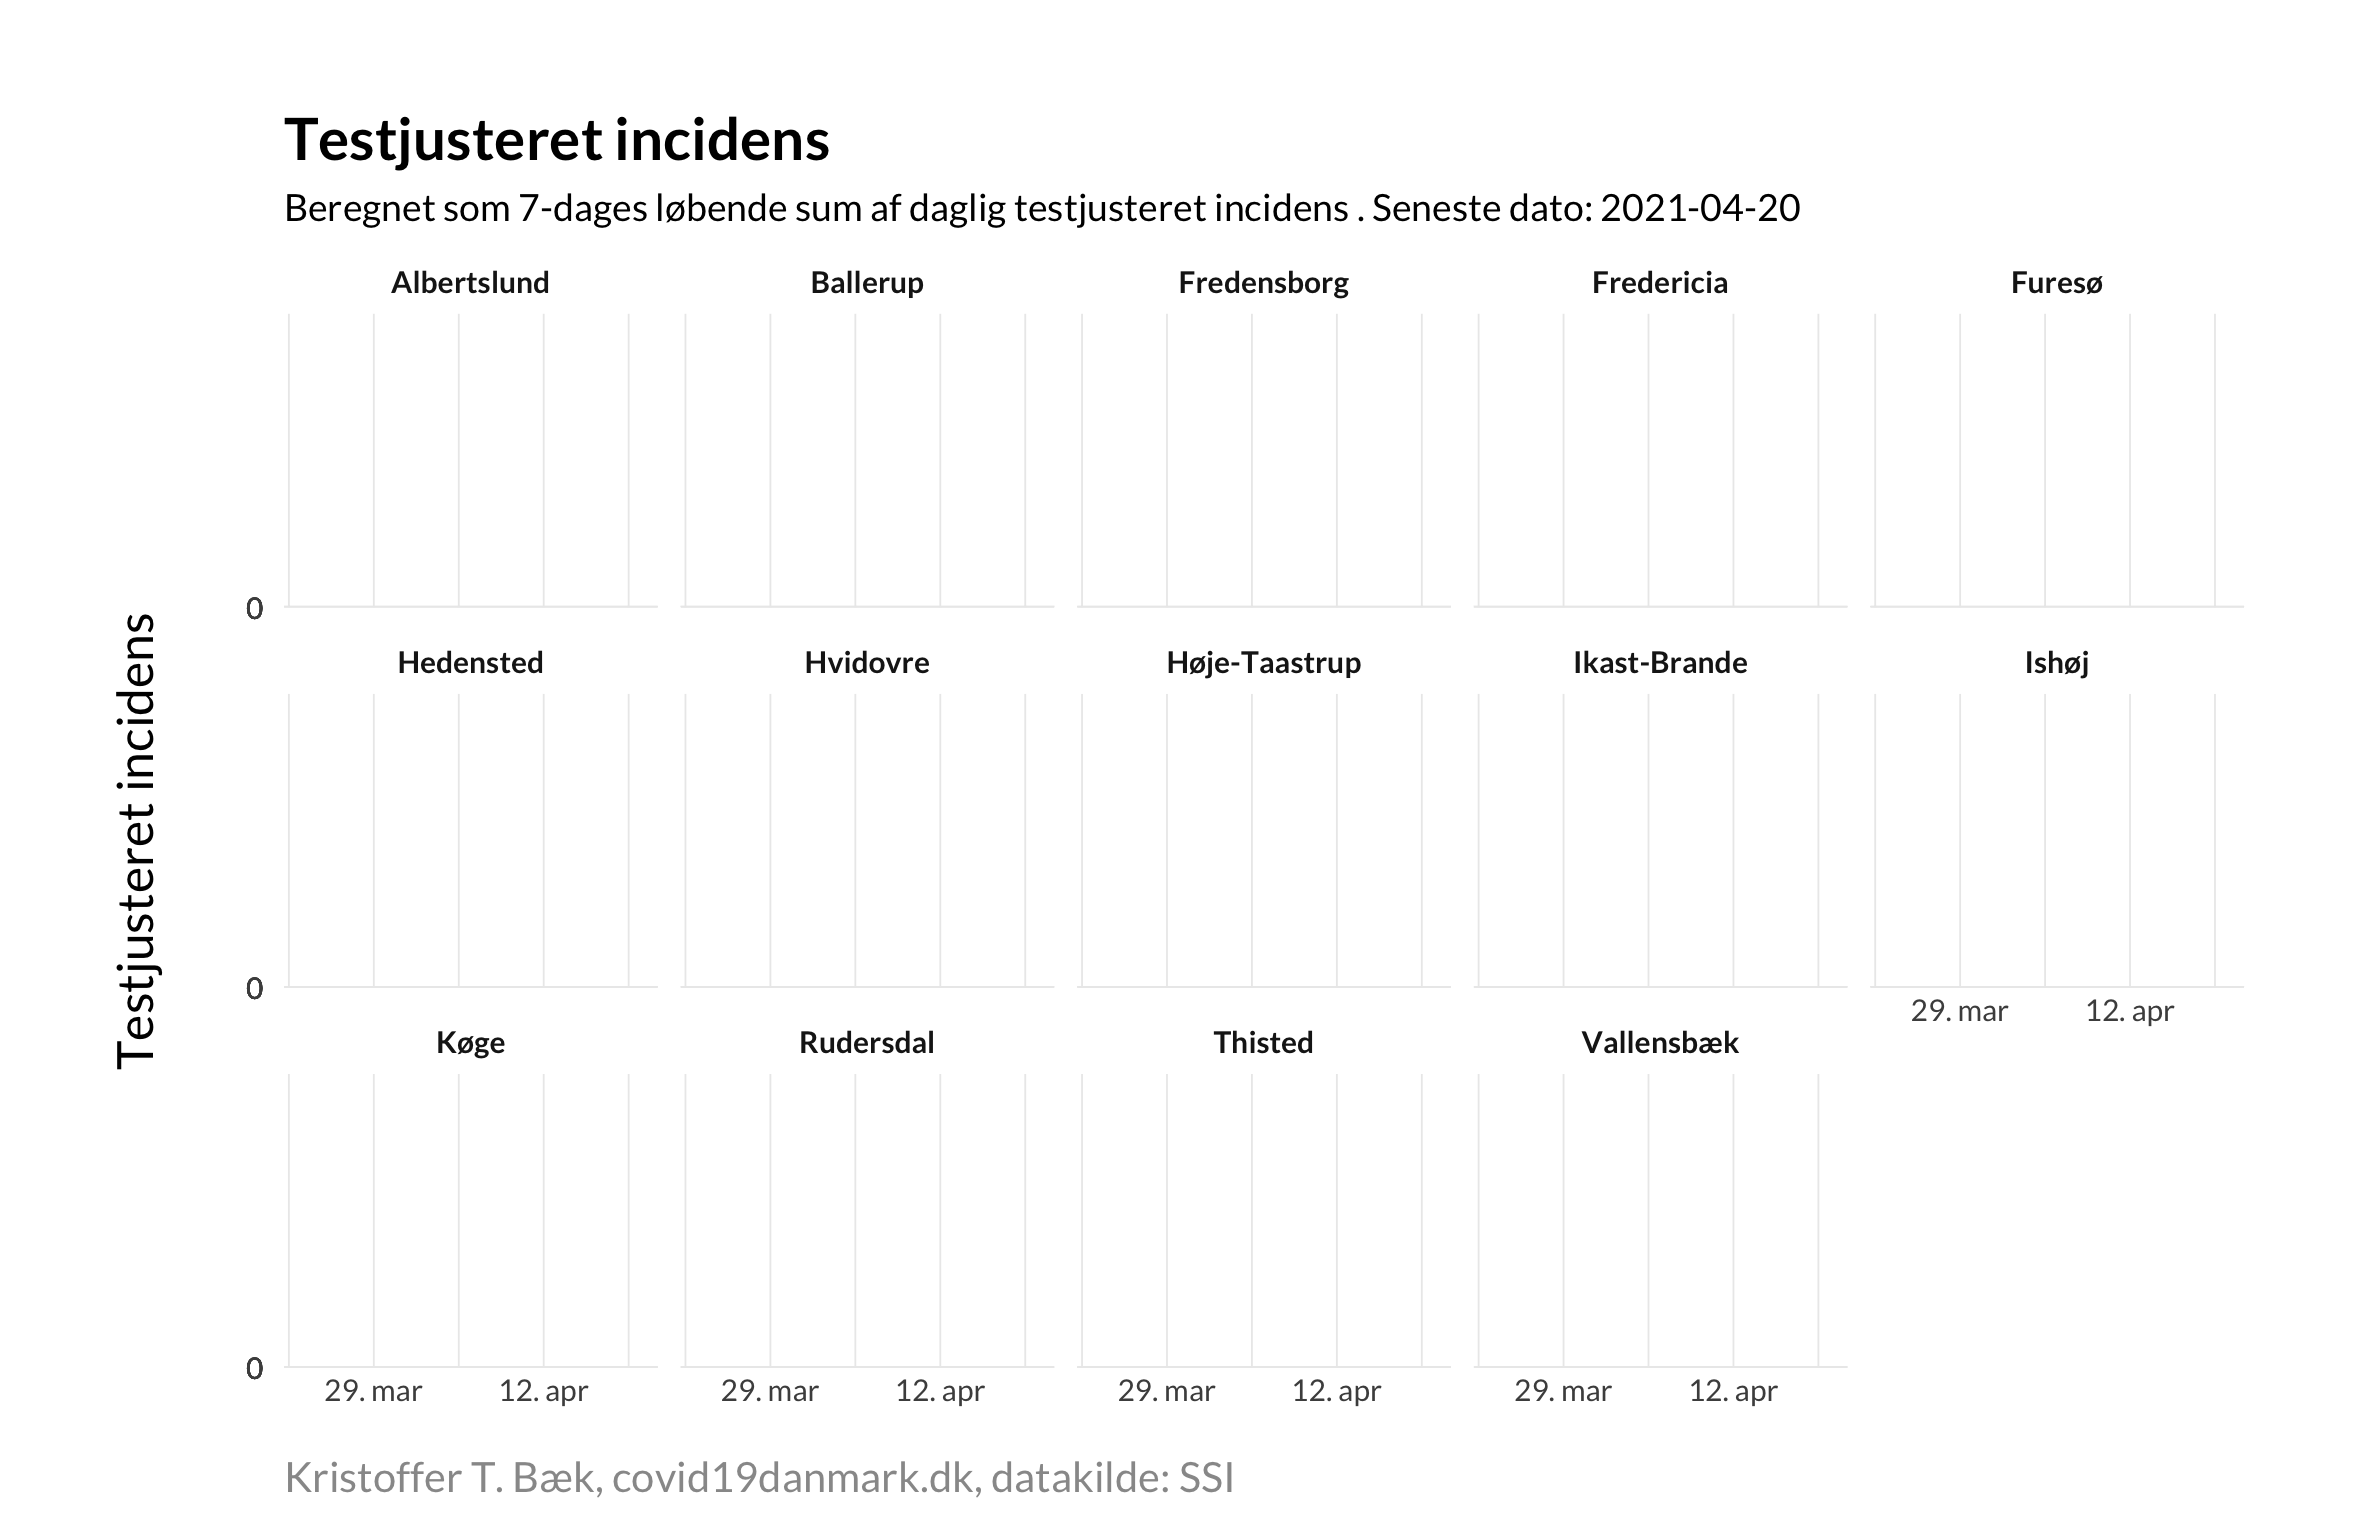 Testjusteret incidens
Beregnet som 7-dages løbende sum af daglig testjusteret incidens . Seneste dato: 2021-04-20
Testjusteret incidens
Albertslund Ballerup Fredensborg Fredericia Furesø
0
Hedensted Hvidovre Høje-Taastrup Ikast-Brande Ishøj
0
29. mar 12. apr
Køge Rudersdal Thisted Vallensbæk
0
29. mar 12. apr 29. mar 12. apr 29. mar 12. apr 29. mar 12. apr
Kristoffer T. Bæk, covid19danmark.dk, datakilde: SSI